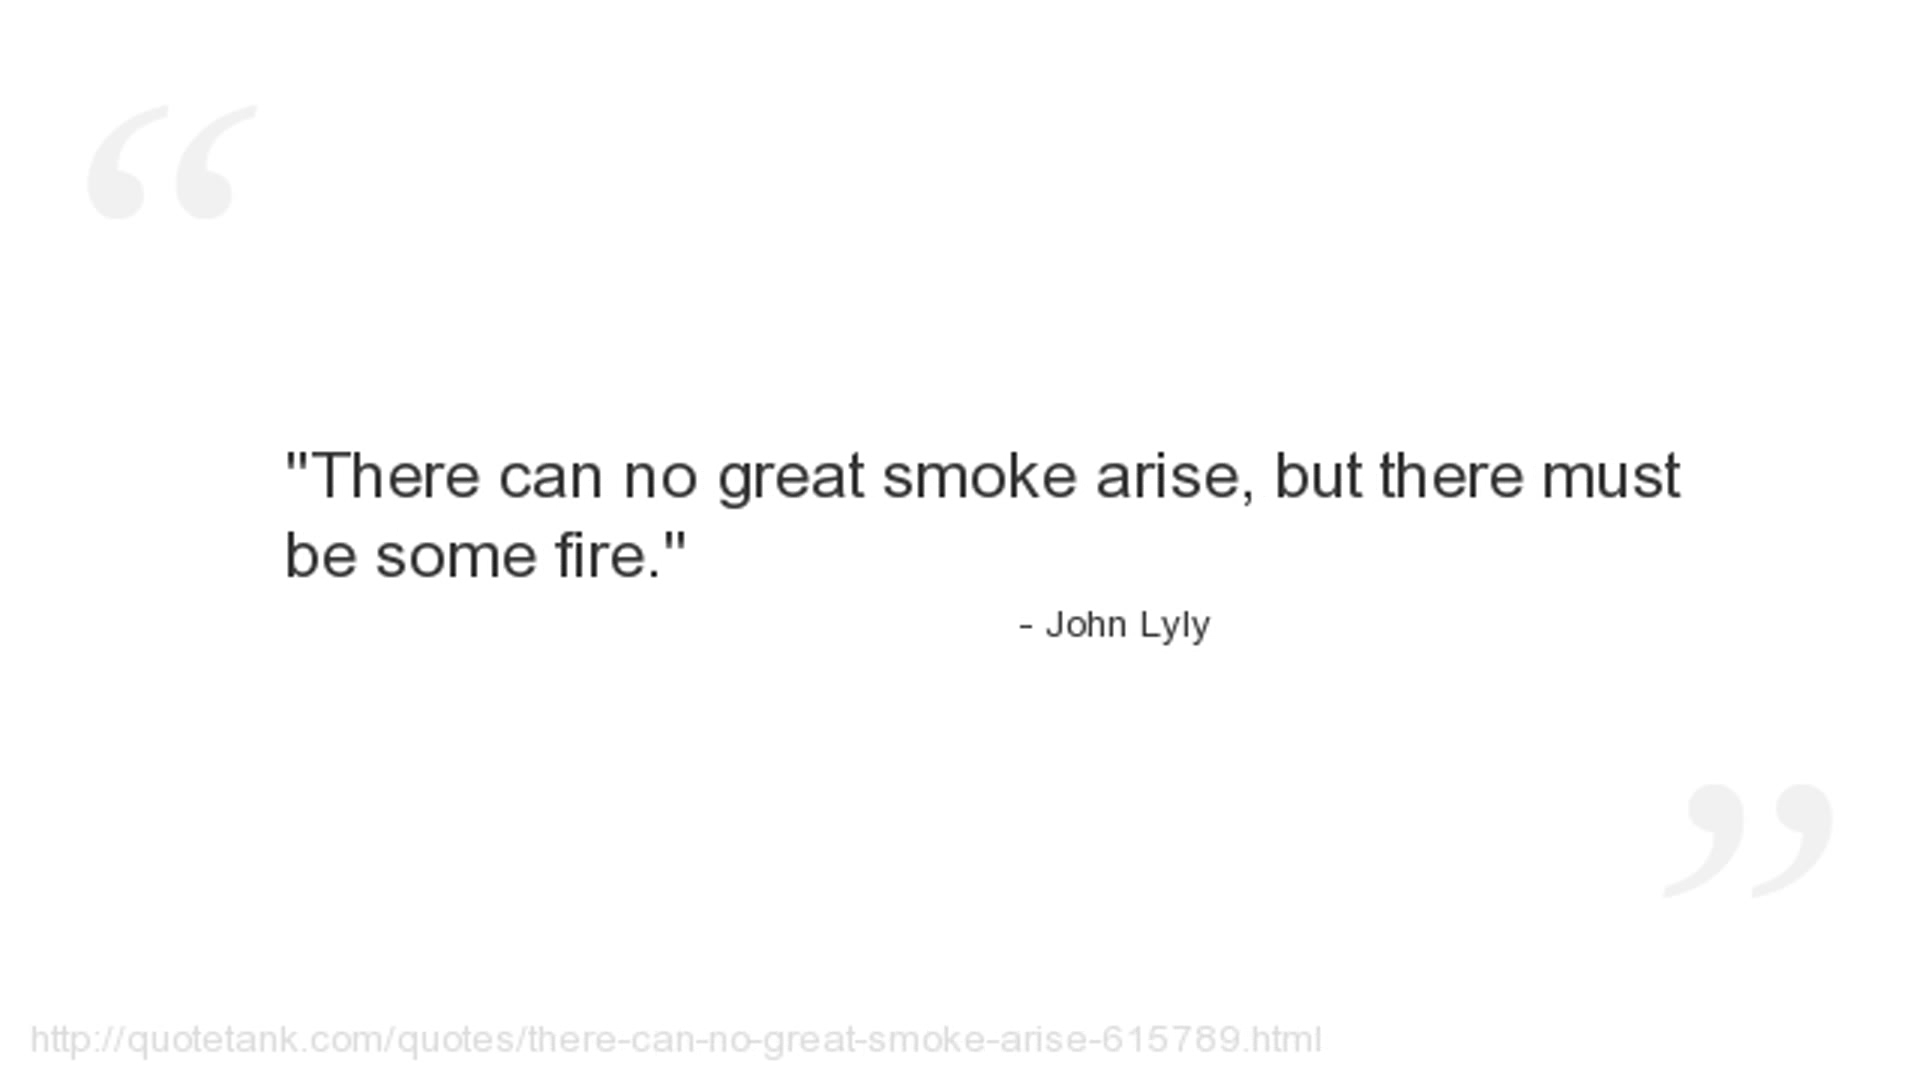 "There can no great smoke arise, but there must
be some fire."
- John Lyly
http://quotetank.com/quotes/there-can-no-great-smoke-arise-615789.html